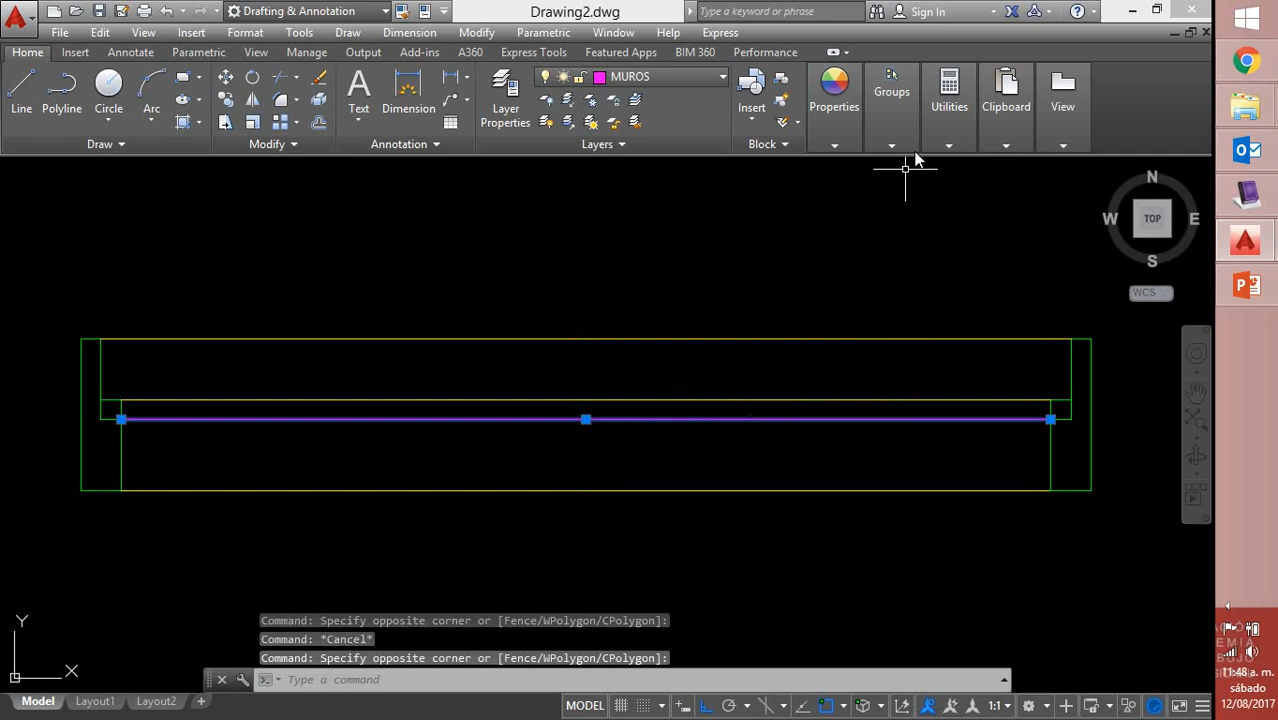 Drafting & Annotation
Drawing2.dwg
Type a keyword or phrase
Sign In
File Edit View Insert Format Tools Draw Dimension Modify Parametric Window Help Express
Home Insert Annotate Parametric View Manage Output Add-ins A360 Express Tools Featured Apps BIM 360 Performance
MUROS
Line Polyline Circle Arc Text Dimension Layer Properties Insert Properties Groups Utilities Clipboard View
Draw Modify Annotation Layers Block
N
W TOP E
S
WCS
Y
X
Command: Specify opposite corner or [Fence/WPolygon/CPolygon]:
Command: *Cancel*
Command: Specify opposite corner or [Fence/WPolygon/CPolygon]:
Type a command
Model Layout1 Layout2 +
MODEL 1:1
11:48 a. m.
sábado
12/08/2017